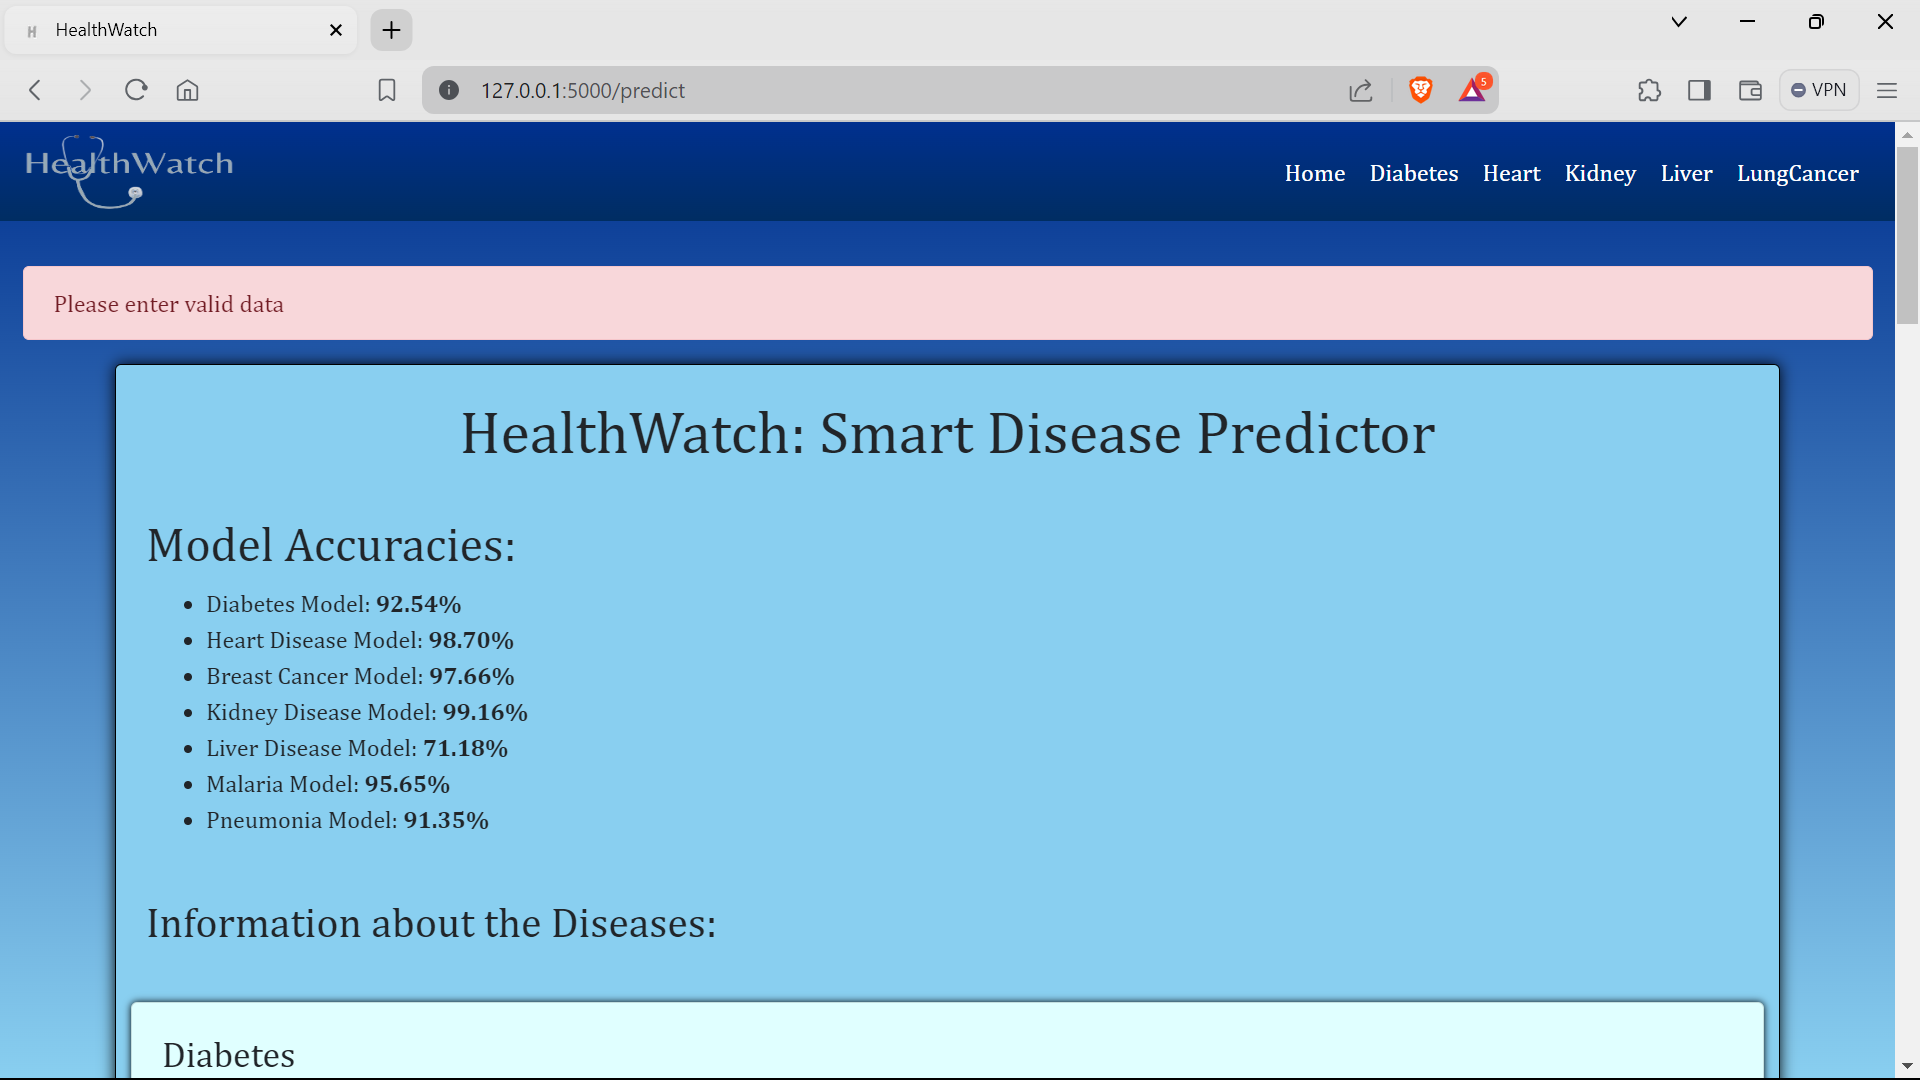 HealthWatch
127.0.0.1:5000/predict
5
VPN
HealthWatch
Home Diabetes Heart Kidney Liver LungCancer
Please enter valid data
HealthWatch: Smart Disease Predictor
Model Accuracies:
• Diabetes Model: 92.54%
• Heart Disease Model: 98.70%
• Breast Cancer Model: 97.66%
• Kidney Disease Model: 99.16%
• Liver Disease Model: 71.18%
• Malaria Model: 95.65%
• Pneumonia Model: 91.35%
Information about the Diseases:
Diabetes